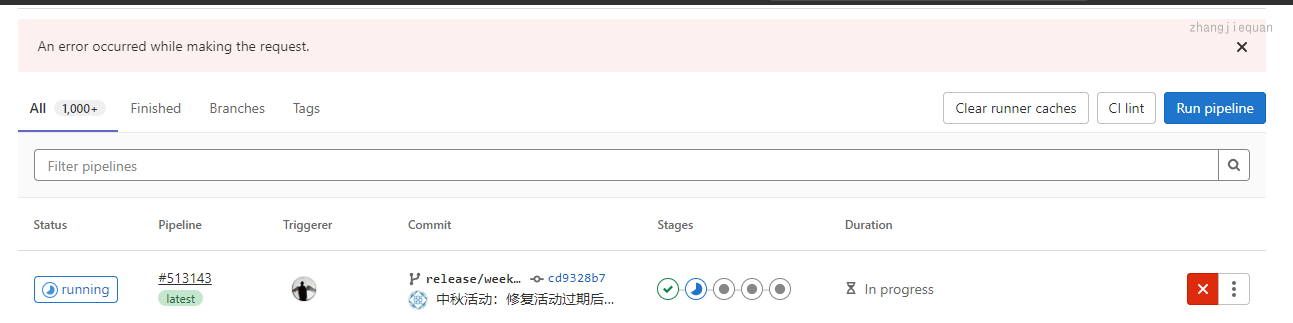 zhangjiequan
An error occurred while making the request.
All 1,000+ Finished Branches Tags Clear runner caches CI lint Run pipeline
Filter pipelines
Status Pipeline Triggerer Commit Stages Duration
#513143 release/week... cd9328b7
running In progress
latest 中秋活动：修复活动过期后...